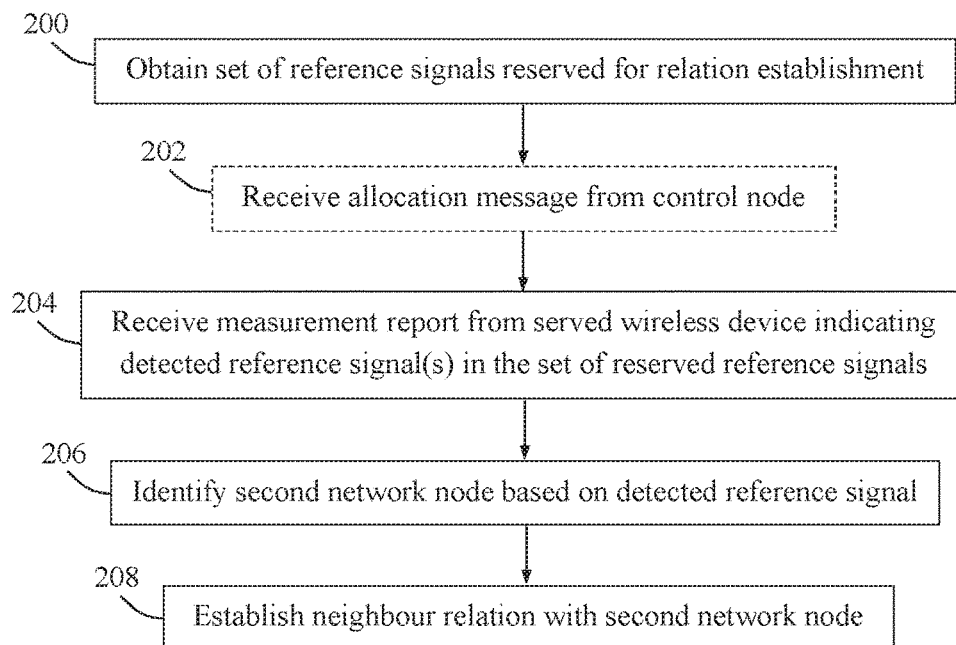 200
Obtain set of reference signals reserved for relation establishment
202
Receive allocation message from control node
204
Receive measurement report from served wireless device indicating
detected reference signal(s) in the set of reserved reference signals
206
Identify second network node based on detected reference signal
208
Establish neighbour relation with second network node